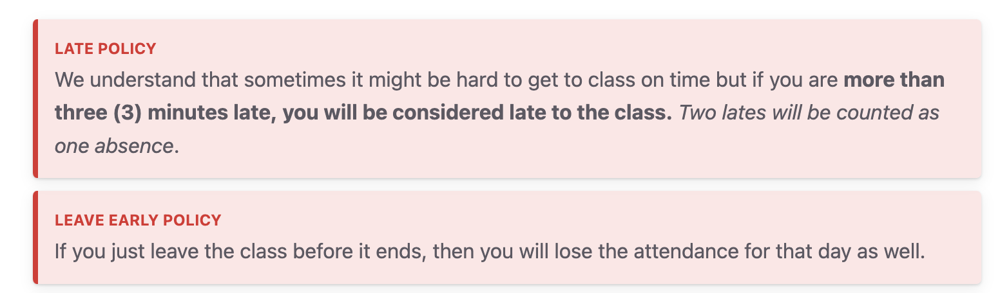 LATE POLICY
We understand that sometimes it might be hard to get to class on time but if you are more than
three (3) minutes late, you will be considered late to the class. Two lates will be counted as
one absence.
LEAVE EARLY POLICY
If you just leave the class before it ends, then you will lose the attendance for that day as well.